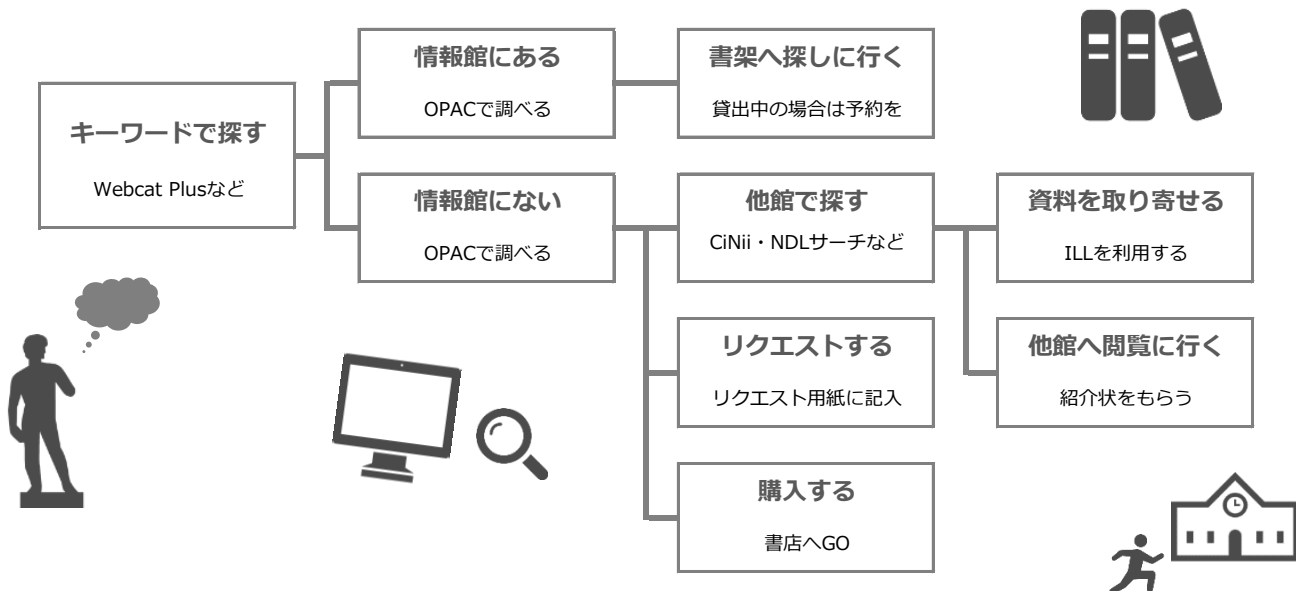 キーワードで探す
Webcat Plusなど
情報館にある
OPACで調べる
書架へ探しに行く
貸出中の場合は予約を
情報館にない
OPACで調べる
他館で探す
CiNii・NDLサーチなど
資料を取り寄せる
ILLを利用する
リクエストする
リクエスト用紙に記入
他館へ閲覧に行く
紹介状をもらう
購入する
書店へGO